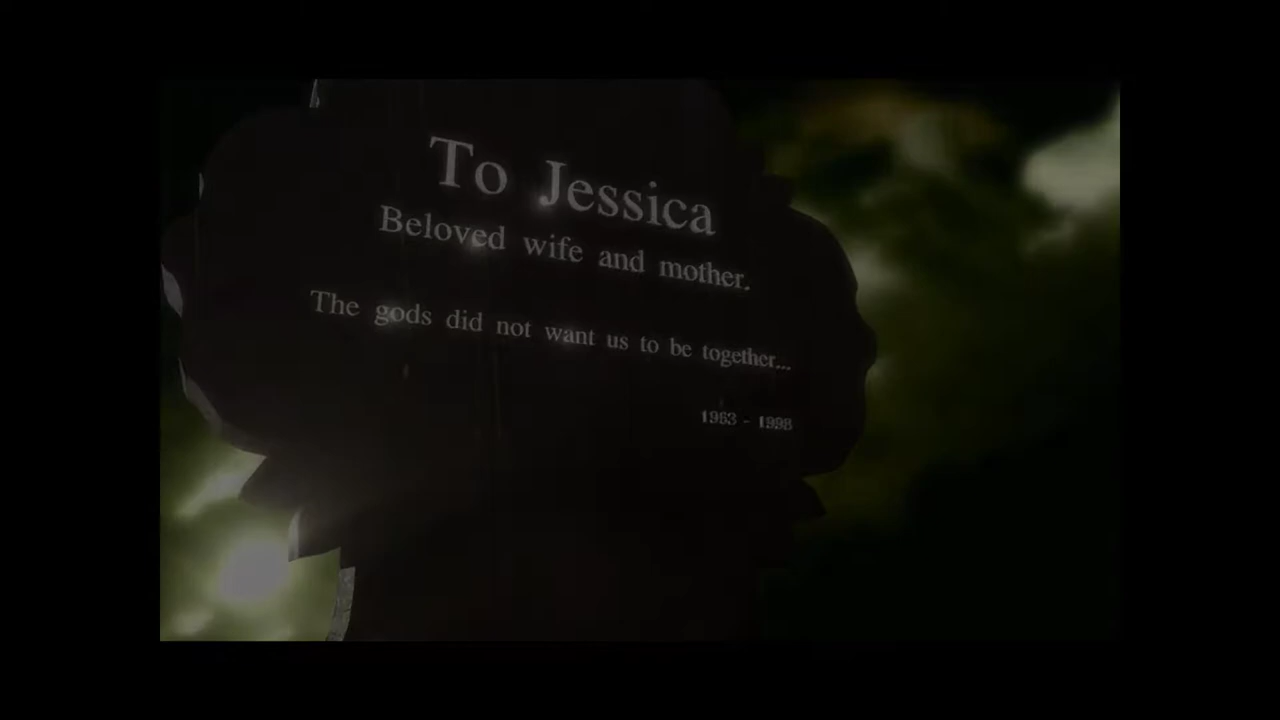 To Jessica
Beloved wife and mother.
The gods did not want us to be together...
1963 - 1998